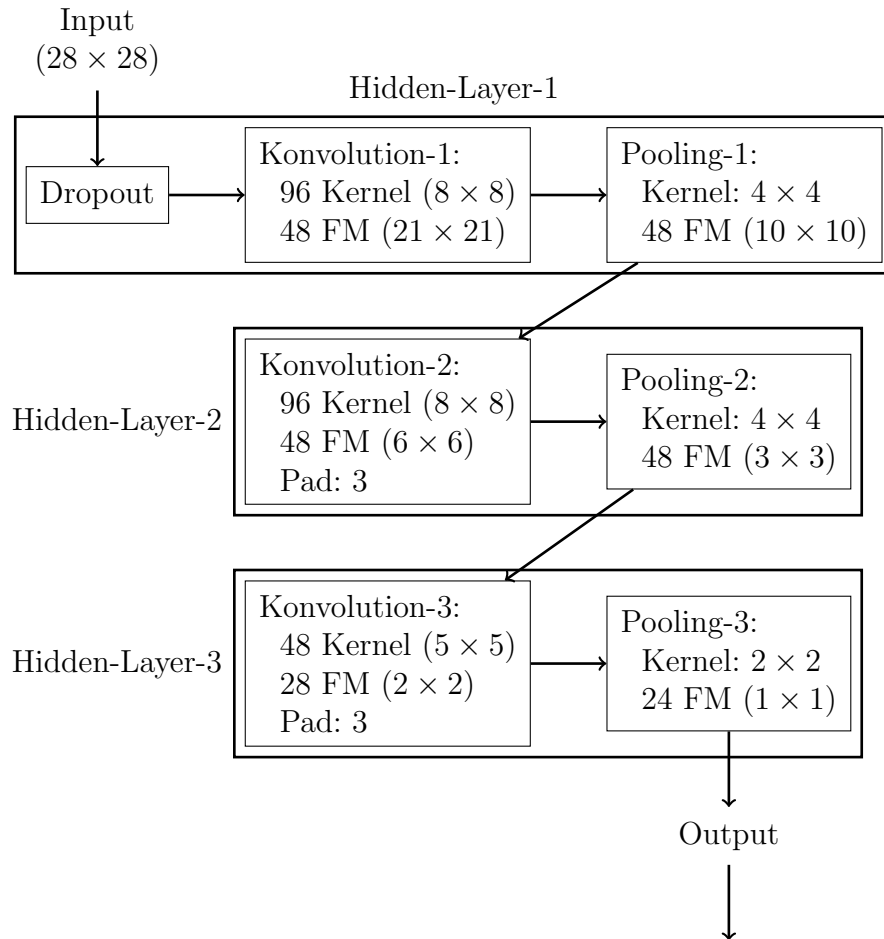 Input
(28 × 28)
Hidden-Layer-1
Dropout
Konvolution-1:
96 Kernel (8 × 8)
48 FM (21 × 21)
Pooling-1:
Kernel: 4 × 4
48 FM (10 × 10)
Hidden-Layer-2
Konvolution-2:
96 Kernel (8 × 8)
48 FM (6 × 6)
Pad: 3
Pooling-2:
Kernel: 4 × 4
48 FM (3 × 3)
Hidden-Layer-3
Konvolution-3:
48 Kernel (5 × 5)
28 FM (2 × 2)
Pad: 3
Pooling-3:
Kernel: 2 × 2
24 FM (1 × 1)
Output